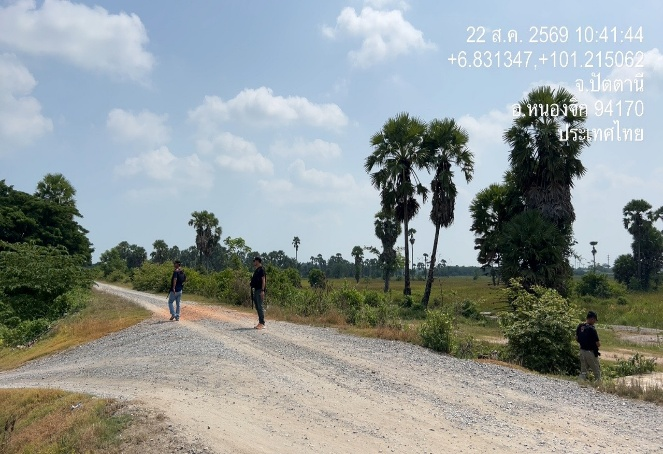 22 ส.ค. 2569 10:41:44
+6.831347,+101.215062
จ.ปัตตานี
อ.หนองจิก 94170
ประเทศไทย